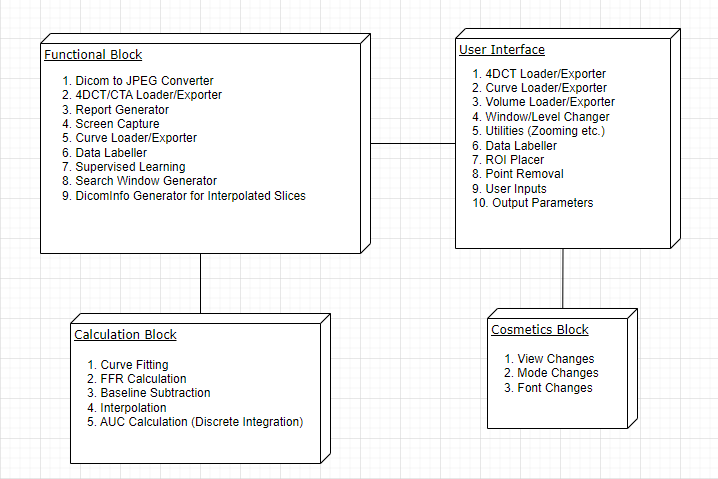 Functional Block
1. Dicom to JPEG Converter
2. 4DCT/CTA Loader/Exporter
3. Report Generator
4. Screen Capture
5. Curve Loader/Exporter
6. Data Labeller
7. Supervised Learning
8. Search Window Generator
9. DicomInfo Generator for Interpolated Slices
User Interface
1. 4DCT Loader/Exporter
2. Curve Loader/Exporter
3. Volume Loader/Exporter
4. Window/Level Changer
5. Utilities (Zooming etc.)
6. Data Labeller
7. ROI Placer
8. Point Removal
9. User Inputs
10. Output Parameters
Calculation Block
1. Curve Fitting
2. FFR Calculation
3. Baseline Subtraction
4. Interpolation
5. AUC Calculation (Discrete Integration)
Cosmetics Block
1. View Changes
2. Mode Changes
3. Font Changes